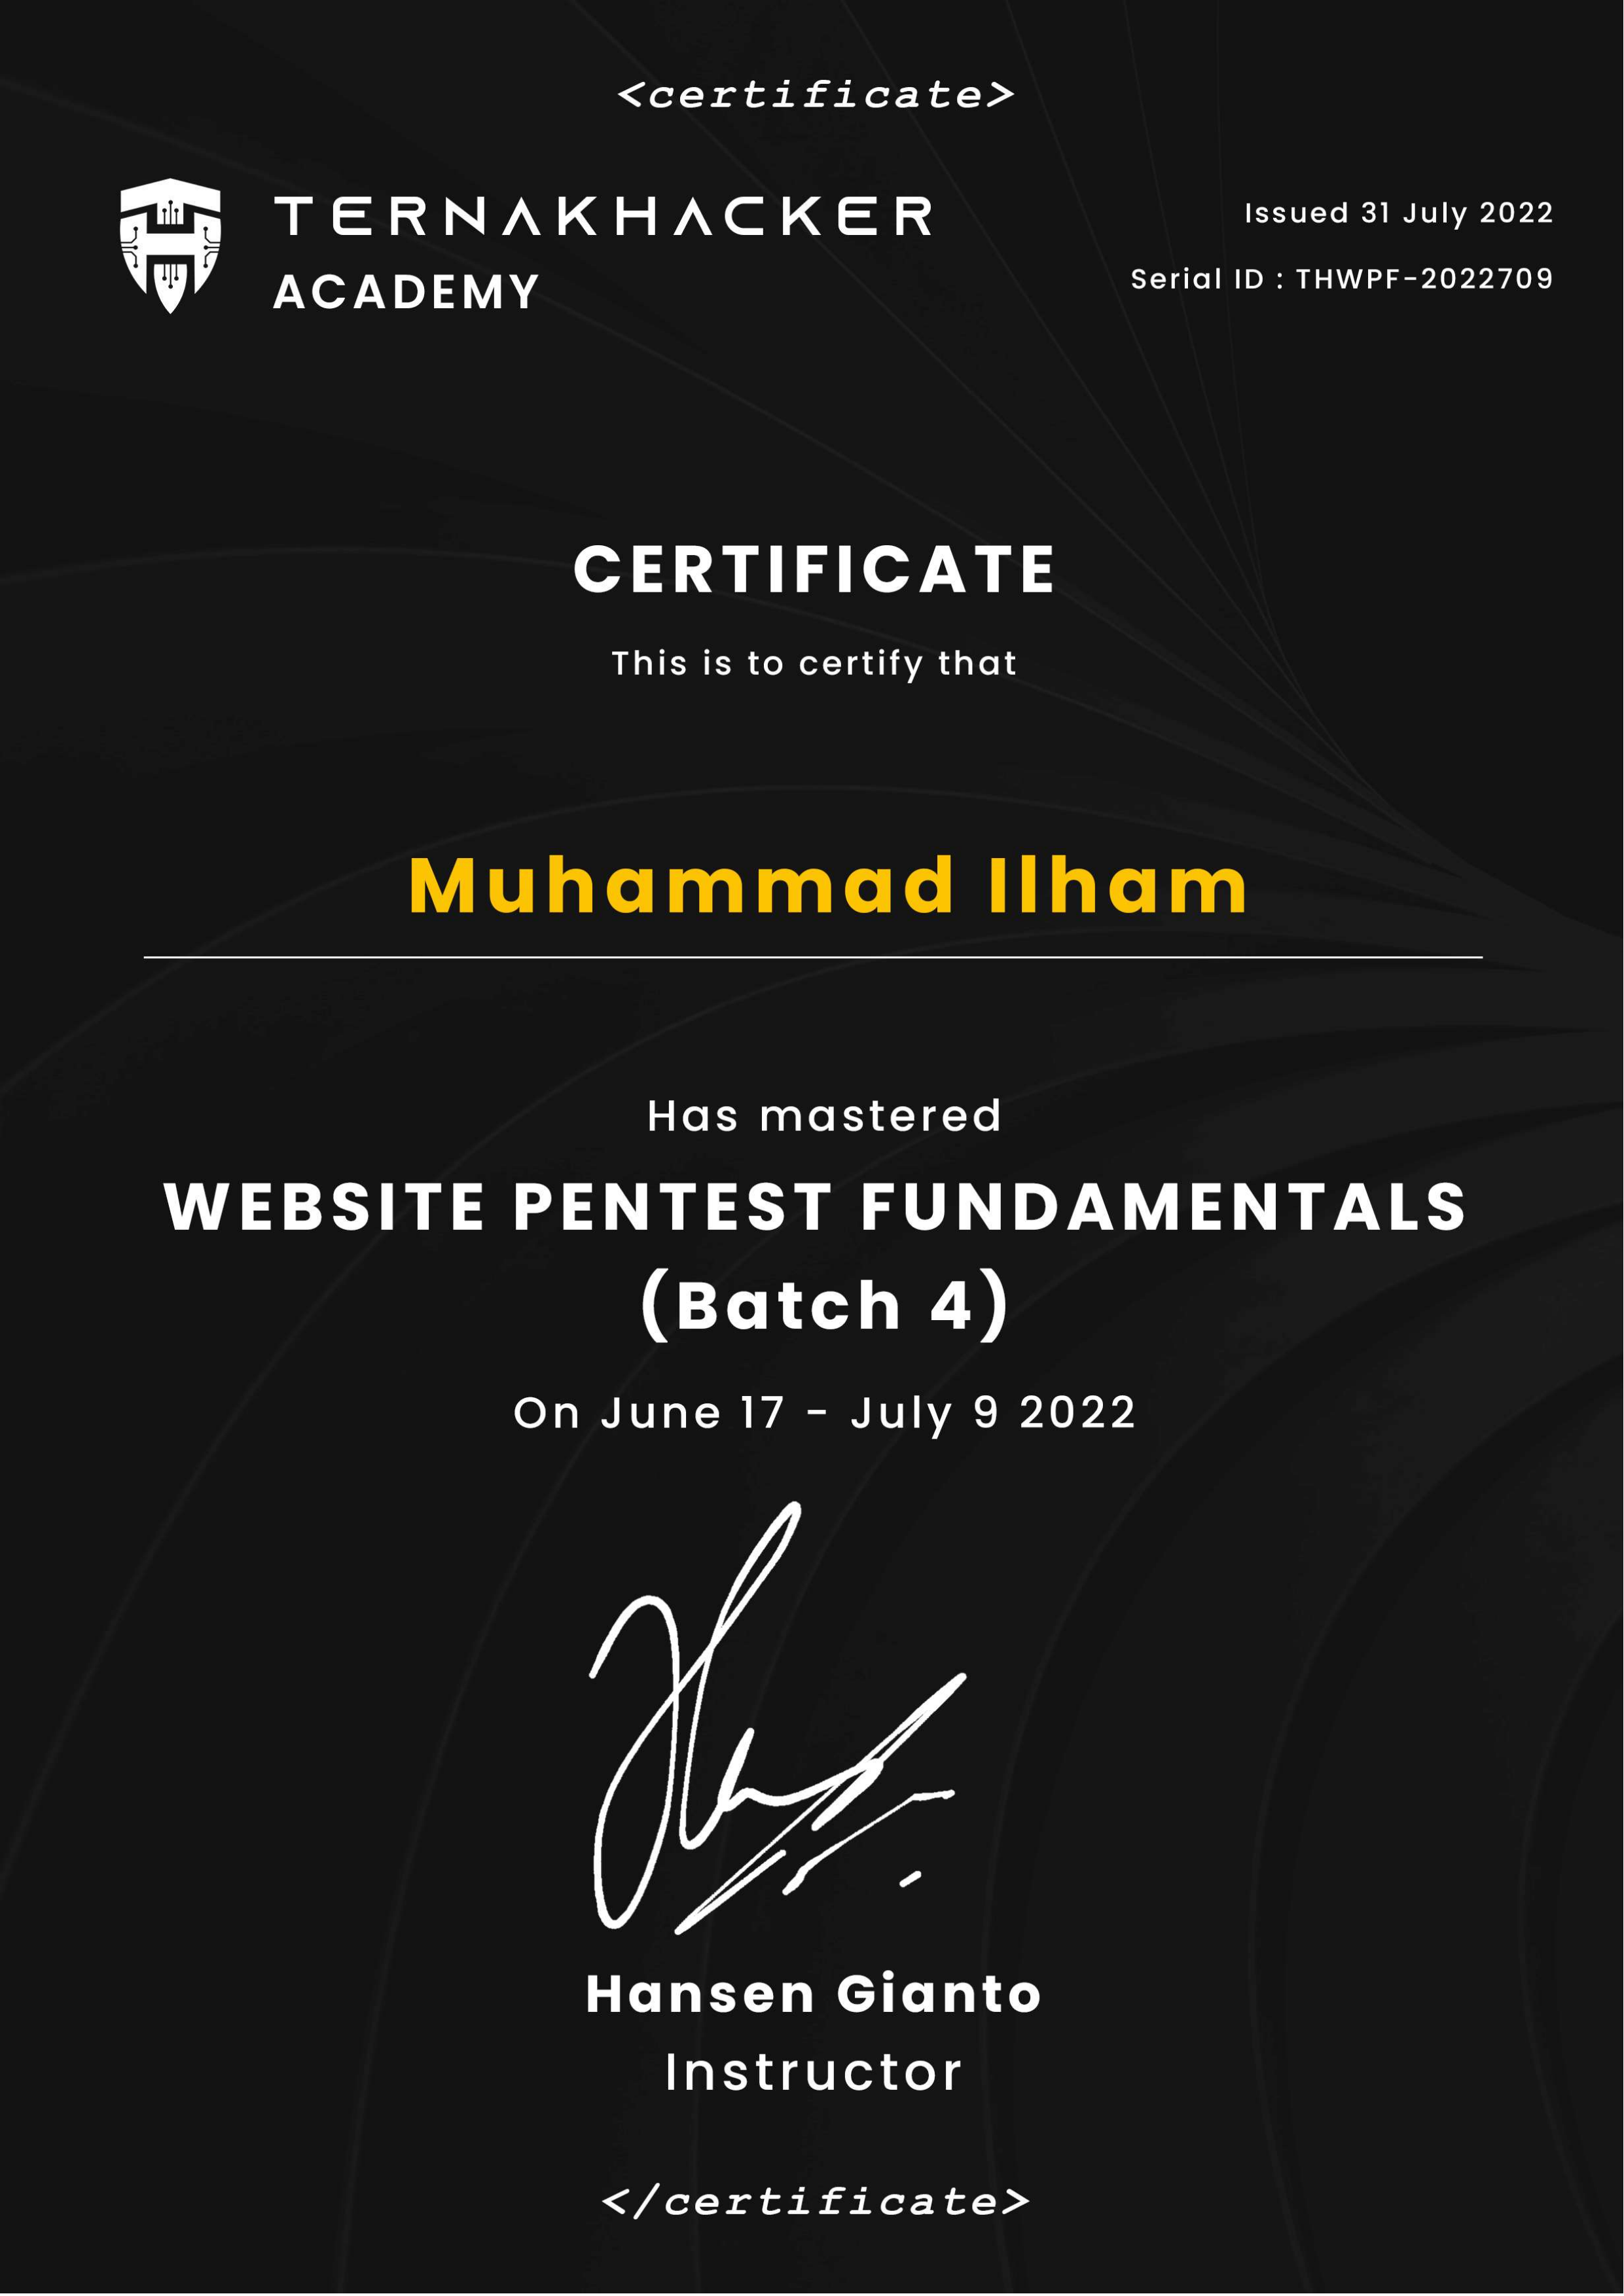 <certificate>
TERNAKHACKER
ACADEMY
Issued 31 July 2022
Serial ID : THWPF-2022709
CERTIFICATE
This is to certify that
Muhammad Ilham
Has mastered
WEBSITE PENTEST FUNDAMENTALS
(Batch 4)
On June 17 - July 9 2022
Hansen Gianto
Instructor
</certificate>